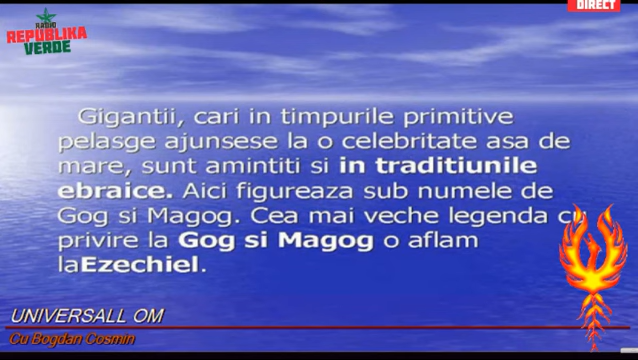 DIRECT
RADIO
REPUBLIKA
VERDE
Gigantii, cari in timpurile primitive
pelasge ajunsese la o celebritate asa de
mare, sunt amintiti si in traditiunile
ebraice. Aici figureaza sub numele de
Gog si Magog. Cea mai veche legenda cu
privire la Gog si Magog o aflam
laEzechiel.
UNIVERSALL OM
Cu Bogdan Cosmin